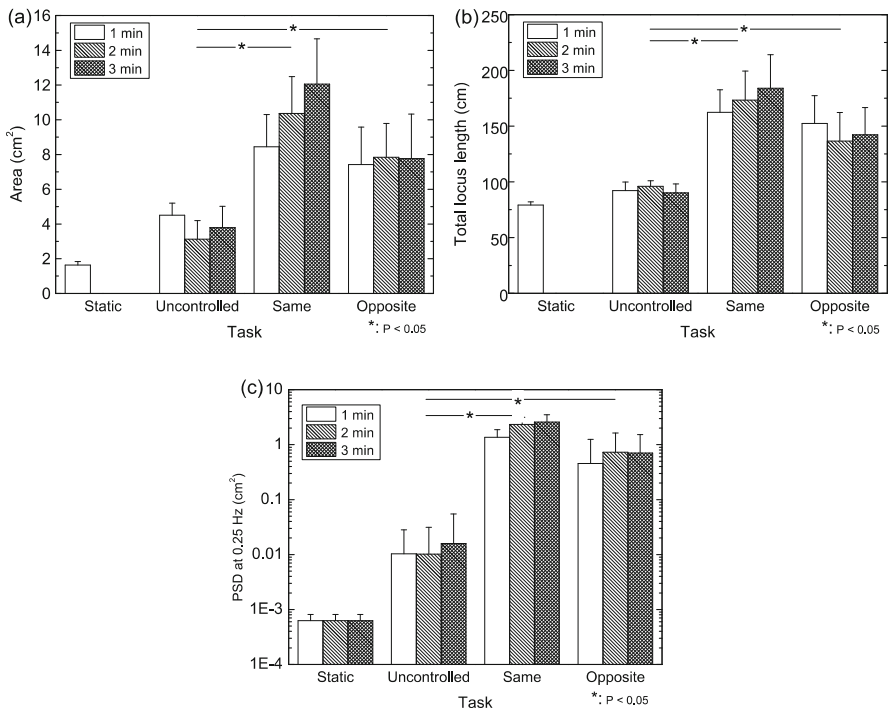 (a)
16
14
12
10
8
6
4
2
0
Area (cm²)
1 min
2 min
3 min
*
*
Static Uncontrolled Same Opposite
Task
*: P < 0.05
(b)
250
200
150
100
50
0
Total locus length (cm)
1 min
2 min
3 min
*
*
Static Uncontrolled Same Opposite
Task
*: P < 0.05
(c)
10
1
0.1
0.01
1E-3
1E-4
PSD at 0.25 Hz (cm²)
1 min
2 min
3 min
*
*
Static Uncontrolled Same Opposite
Task
*: P < 0.05